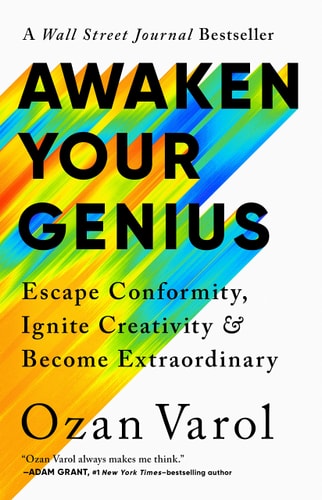 A Wall Street Journal Bestseller
AWAKEN
YOUR
GENIUS
Escape Conformity,
Ignite Creativity &
Become Extraordinary
Ozan Varol
“Ozan Varol always makes me think.”
—ADAM GRANT, #1 New York Times–bestselling author